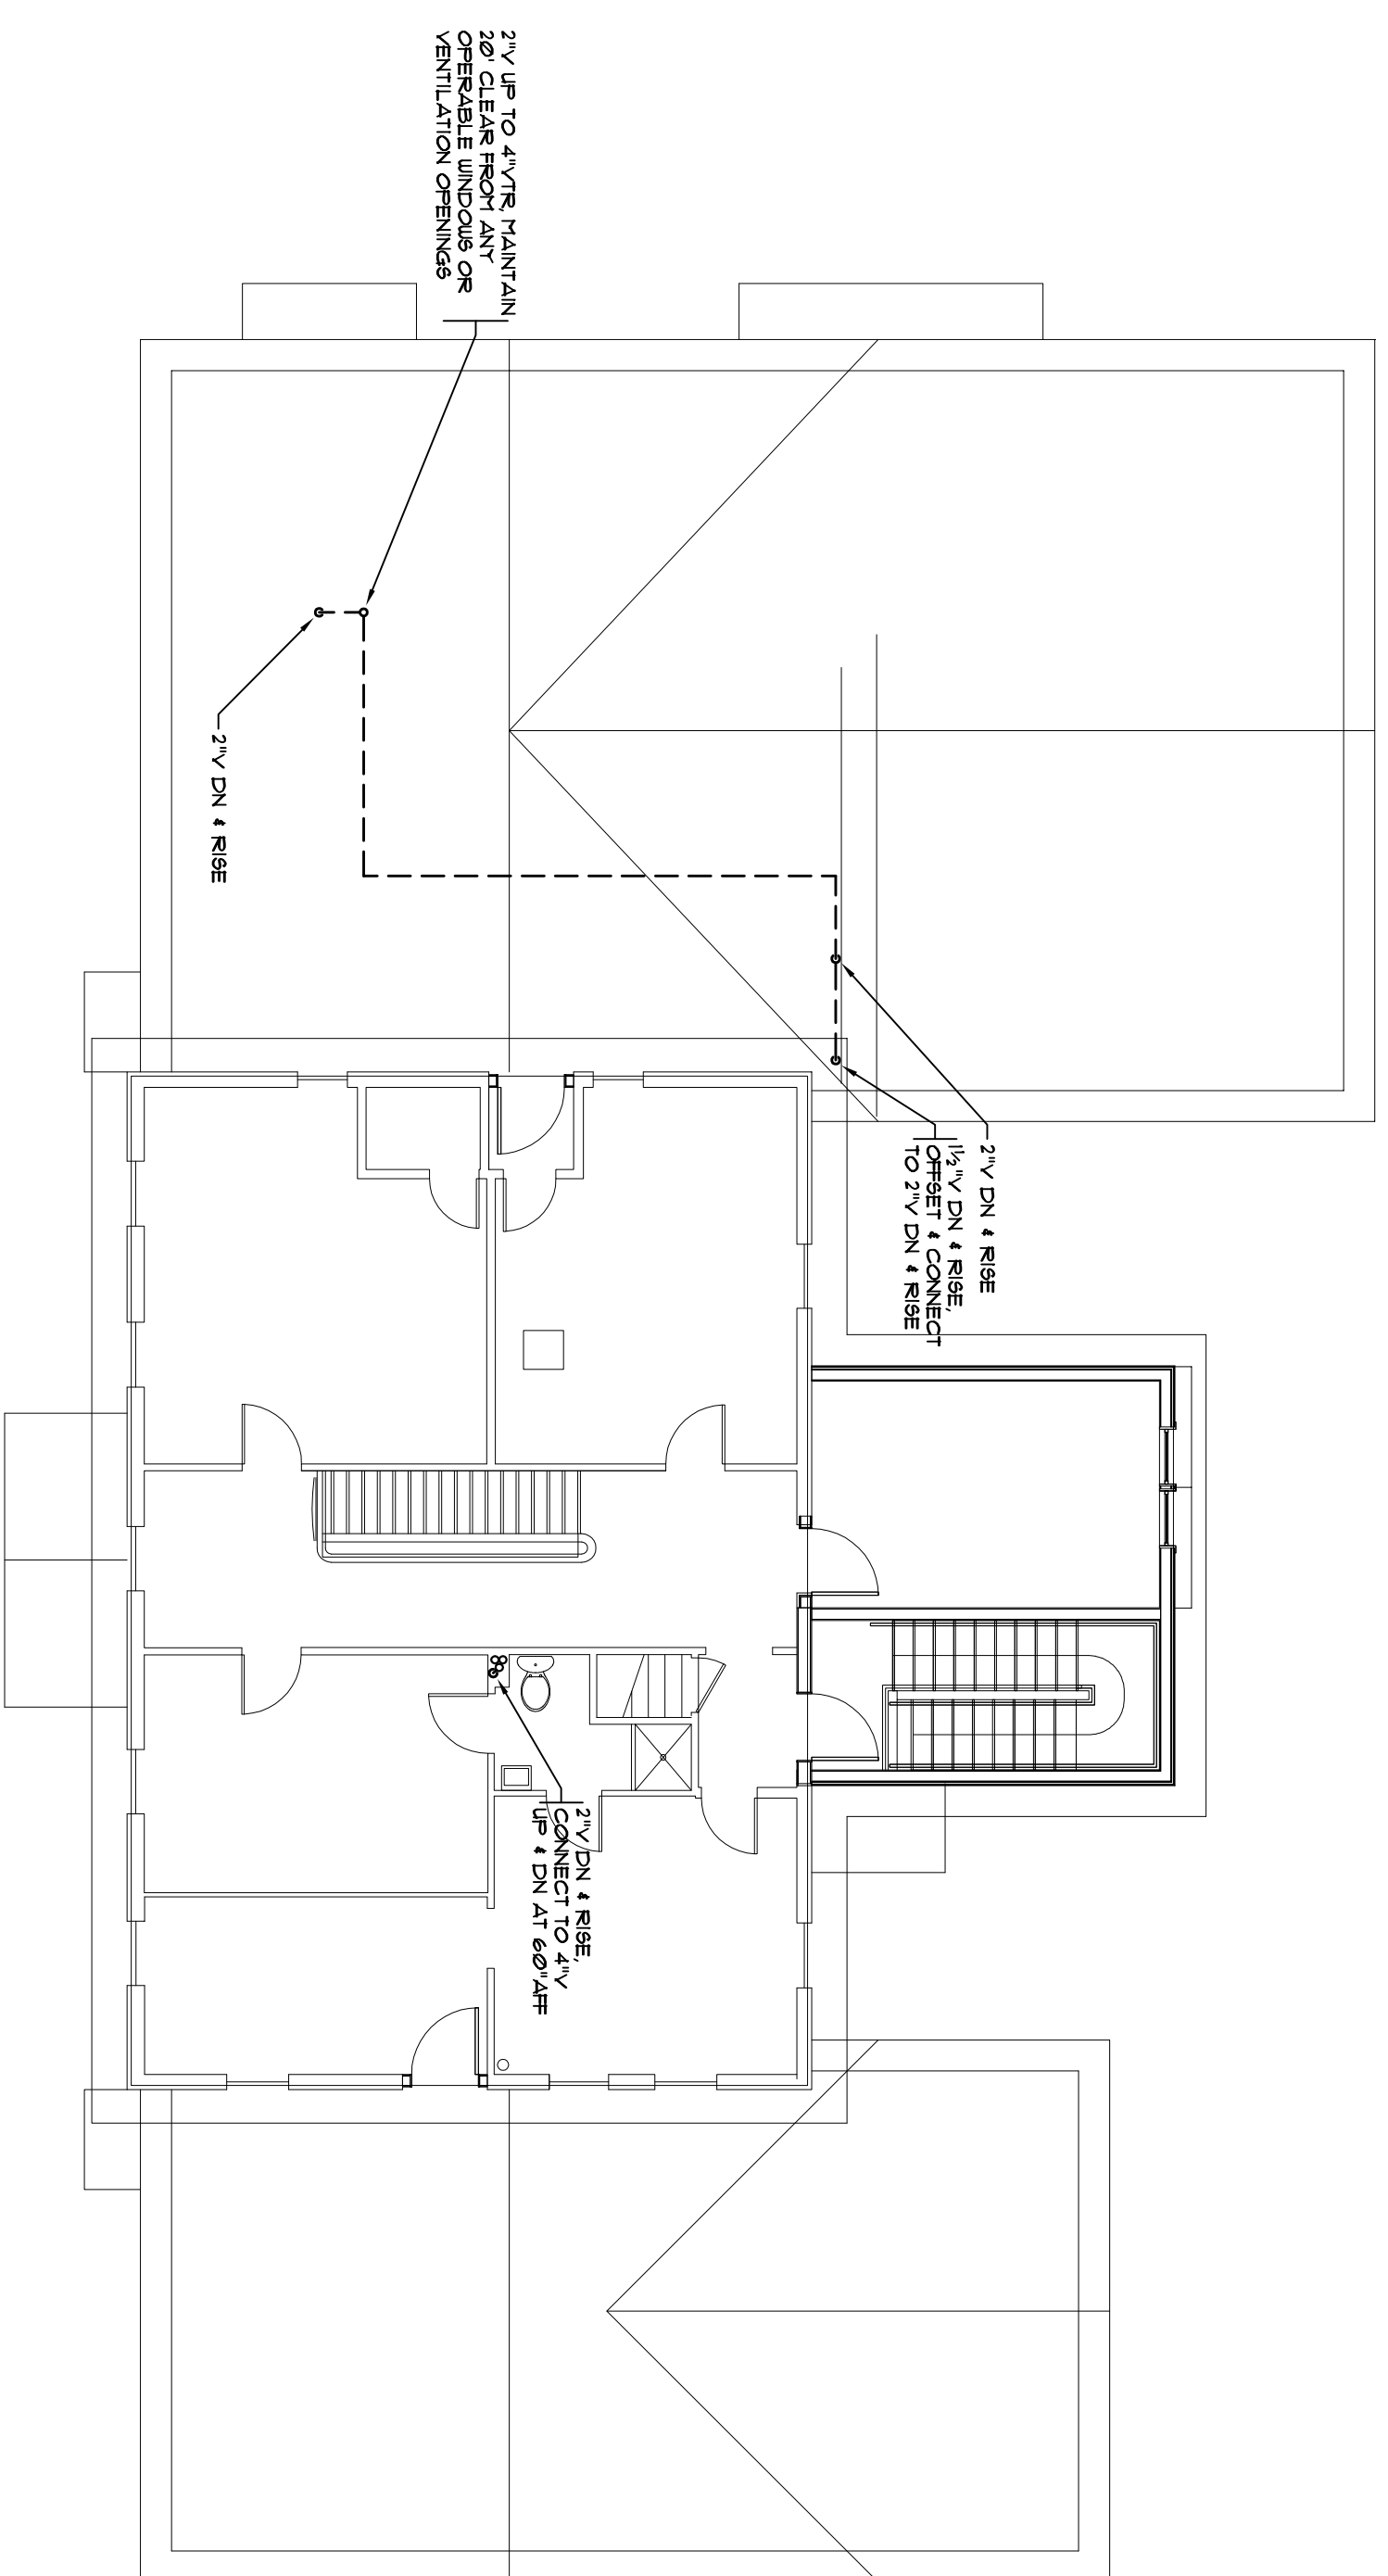 2"V UP TO 4"VTR, MAINTAIN
20' CLEAR FROM ANY
OPERABLE WINDOWS OR
VENTILATION OPENINGS
2"V DN & RISE
2"V DN & RISE
1½"V DN & RISE,
OFFSET & CONNECT
TO 2"V DN & RISE
2"V DN & RISE,
CONNECT TO 4"V
UP & DN AT 60"AFF